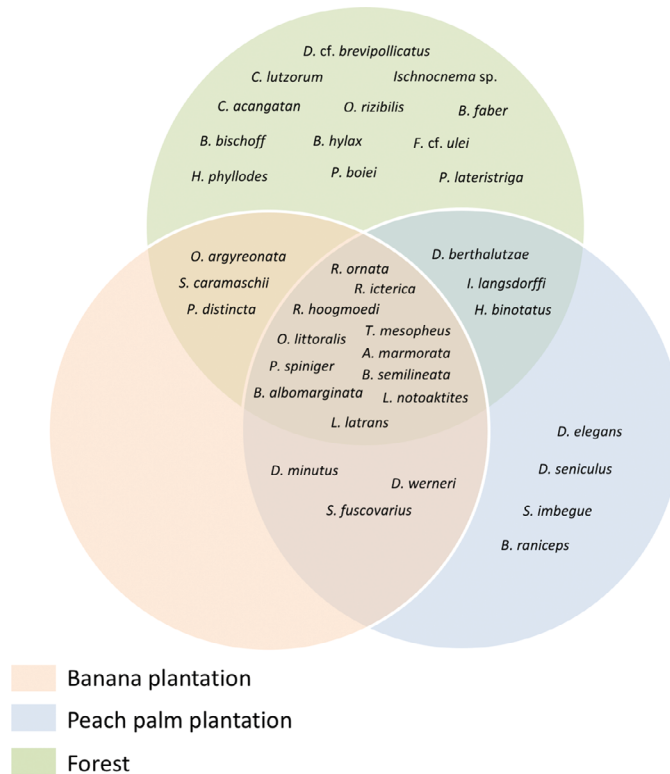 D. cf. brevipollicatus
C. lutzorum Ischnocnema sp.
C. acangatan O. rizibilis B. faber
B. bischoff B. hylax F. cf. ulei
H. phyllodes P. boiei P. lateristriga
O. argyreonata
S. caramaschii
P. distincta
R. ornata
R. icterica
R. hoogmoedi
O. littoralis T. mesopheus
A. marmorata
P. spiniger B. semilineata
B. albomarginata L. notoaktites
L. latrans
D. berthalutzae
I. langsdorffi
H. binotatus
D. minutus
D. werneri
S. fuscovarius
D. elegans
D. seniculus
S. imbegue
B. raniceps
Banana plantation
Peach palm plantation
Forest